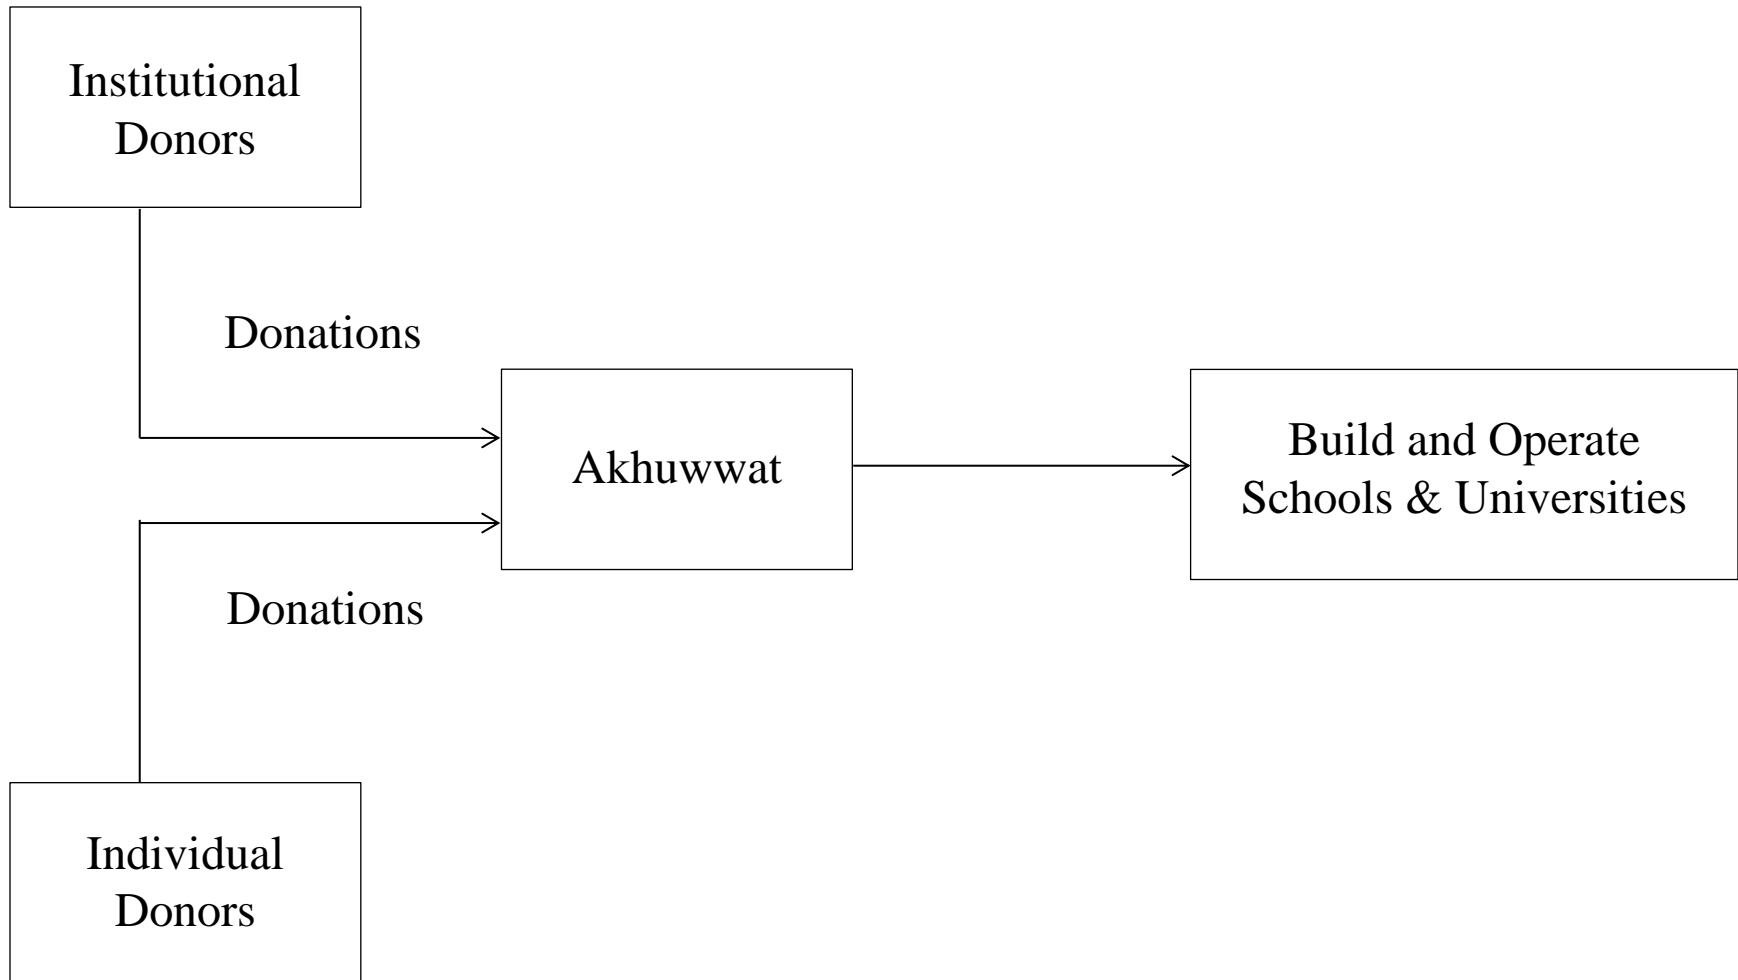 Institutional
Donors
Donations
Akhuwwat
Build and Operate
Schools & Universities
Donations
Individual
Donors